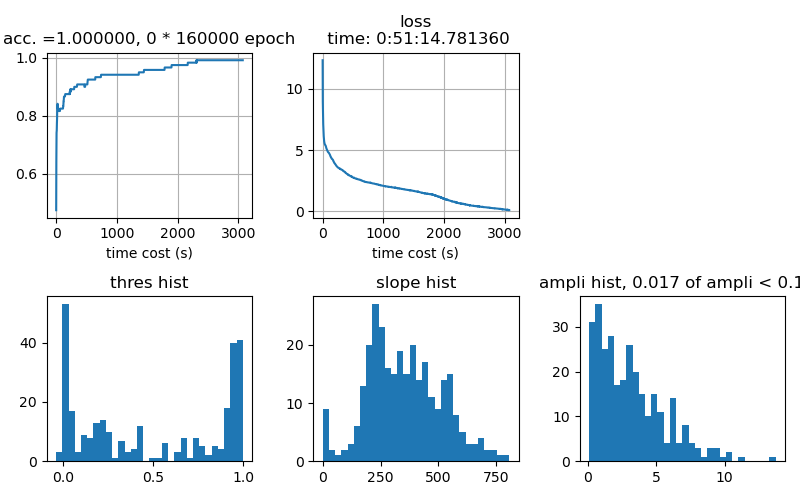 acc. =1.000000, 0 * 160000 epoch
loss
time: 0:51:14.781360
1.0
0.8
0.6
0 1000 2000 3000
time cost (s)
10
5
0
0 1000 2000 3000
time cost (s)
thres hist
40
20
0
0.0 0.5 1.0
slope hist
20
10
0
0 250 500 750
ampli hist, 0.017 of ampli < 0.1
30
20
10
0
0 5 10